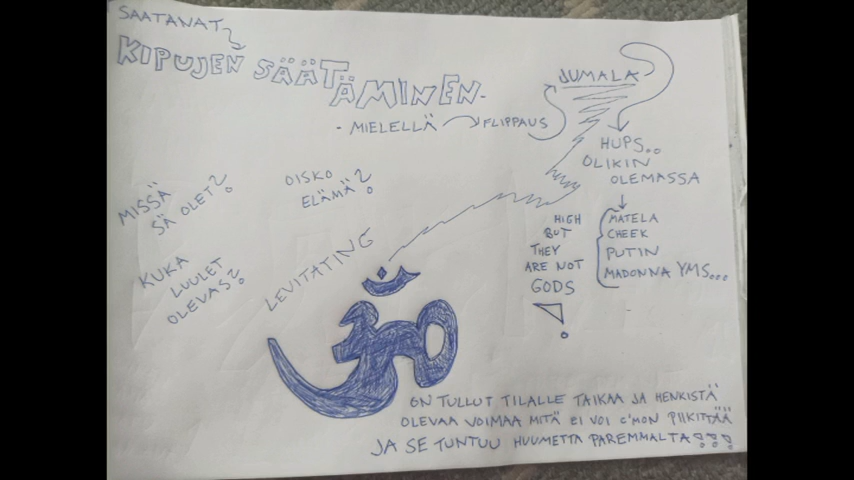 SAATANAT?
KIPUJEN SÄÄTÄMINEN-
- MIELELLÄ
FLIPPAUS
JUMALA
HUPS..
OLIKIN
OLEMASSA
MATELA
CHEEK
PUTIN
MADONNA YMS...
HIGH
BUT
THEY
ARE NOT
GODS
!
MISSÄ
SÄ OLET?
OISKO
ELÄMÄ?
KUKA
LUULET
OLEVAS?
LEVITATING
ॐ
ON TULLUT TILALLE TAIKAA JA HENKISTÄ
OLEVAA VOIMAA MITÄ EI VOI C'MON PIIKITTÄÄ
JA SE TUNTUU HUUMETTA PAREMMALTA!!!